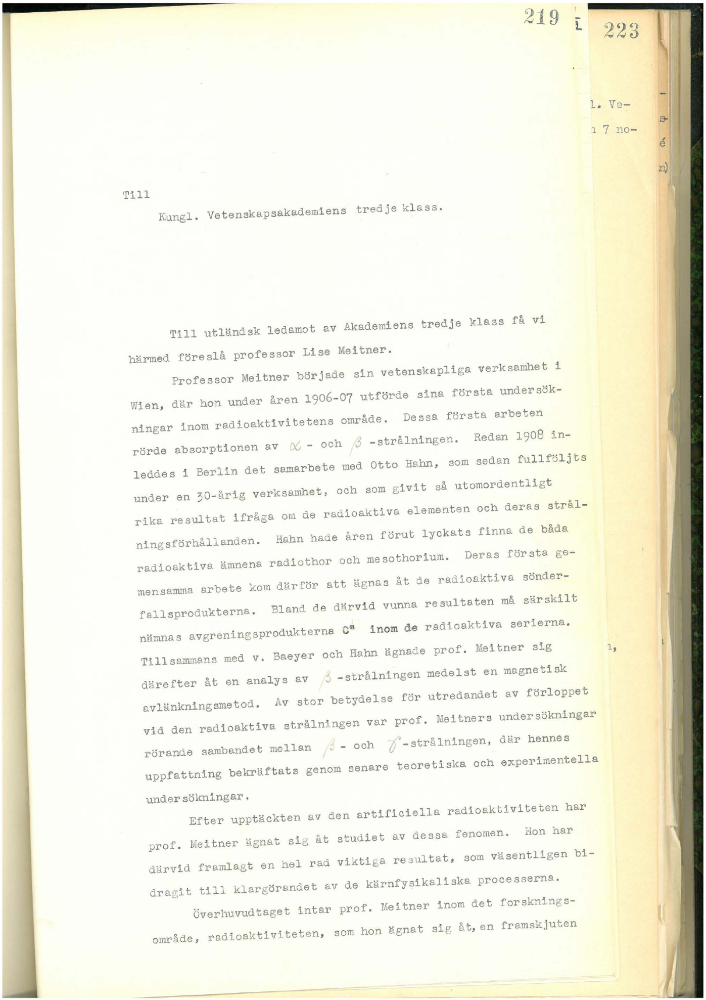 219
223
l. Ve-
n 7 no-
é
n)
Till
Kungl. Vetenskapsakademiens tredje klass.
Till utländsk ledamot av Akademiens tredje klass få vi
härmed föreslå professor Lise Meitner.
Professor Meitner började sin vetenskapliga verksamhet i
Wien, där hon under åren 1906-07 utförde sina första undersök-
ningar inom radioaktivitetens område. Dessa första arbeten
rörde absorptionen av α - och β -strålningen. Redan 1908 in-
leddes i Berlin det samarbete med Otto Hahn, som sedan fullföljts
under en 30-årig verksamhet, och som givit så utomordentligt
rika resultat ifråga om de radioaktiva elementen och deras strål-
ningsförhållanden. Hahn hade åren förut lyckats finna de båda
radioaktiva ämnena radiothor och mesothorium. Deras första ge-
mensamma arbete kom därför att ägnas åt de radioaktiva sönder-
fallsprodukterna. Bland de därvid vunna resultaten må särskilt
nämnas avgreningsprodukterna C" inom de radioaktiva serierna.
Tillsammans med v. Baeyer och Hahn ägnade prof. Meitner sig
därefter åt en analys av β -strålningen medelst en magnetisk
avlänkningsmetod. Av stor betydelse för utredandet av förloppet
vid den radioaktiva strålningen var prof. Meitners undersökningar
rörande sambandet mellan β - och γ -strålningen, där hennes
uppfattning bekräftats genom senare teoretiska och experimentella
undersökningar.
Efter upptäckten av den artificiella radioaktiviteten har
prof. Meitner ägnat sig åt studiet av dessa fenomen. Hon har
därvid framlagt en hel rad viktiga resultat, som väsentligen bi-
dragit till klargörandet av de kärnfysikaliska processerna.
Överhuvudtaget intar prof. Meitner inom det forsknings-
område, radioaktiviteten, som hon ägnat sig åt, en framskjuten